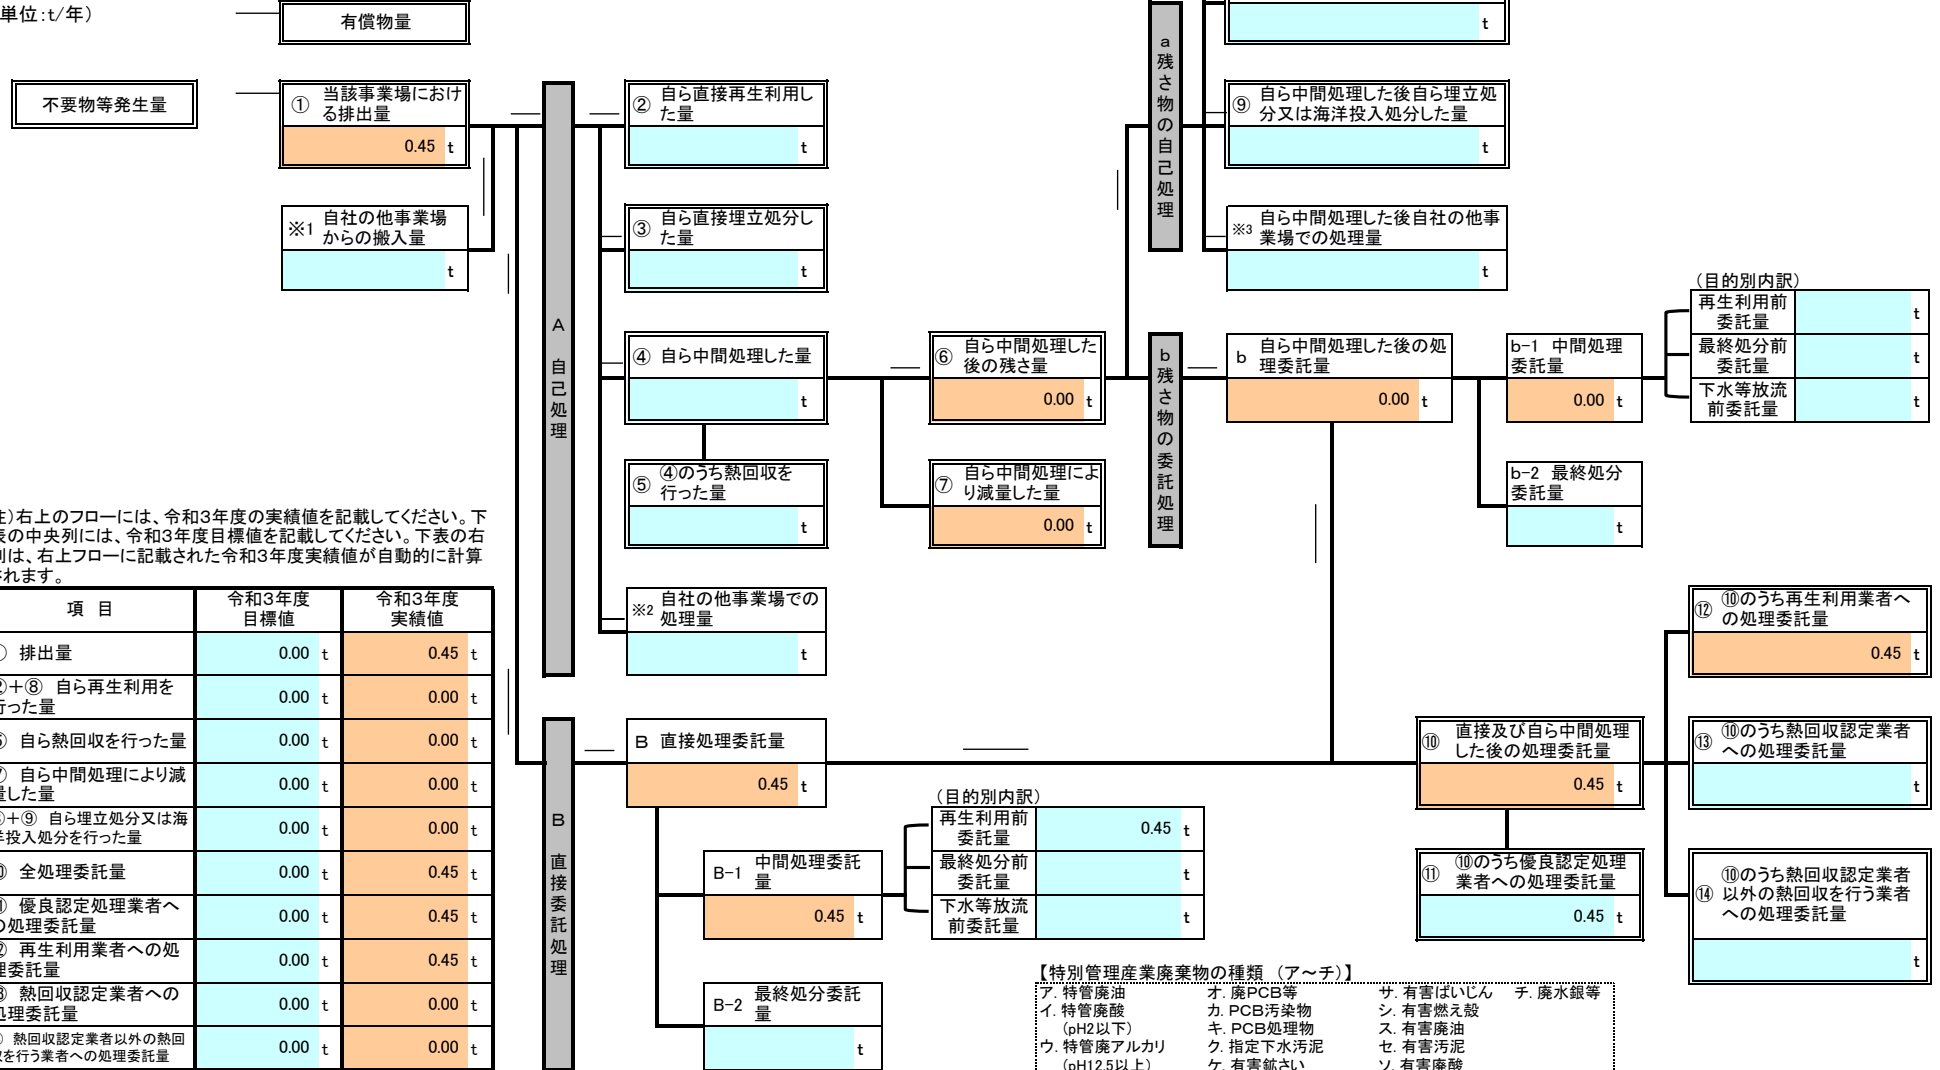 単位:t/年）
有償物量
不要物等発生量
① 当該事業場におけ
る排出量
0.45 t
※1 自社の他事業場
からの搬入量
t
A 自己処理
② 自ら直接再生利用し
た量
t
③ 自ら直接埋立処分し
た量
t
④ 自ら中間処理した量
t
⑤ ④のうち熱回収を
行った量
t
※2 自社の他事業場での
処理量
t
⑥ 自ら中間処理した
後の残さ量
0.00 t
⑦ 自ら中間処理によ
り減量した量
0.00 t
a 残さ物の自己処理
t
⑨ 自ら中間処理した後自ら埋立処
分又は海洋投入処分した量
t
※3 自ら中間処理した後自社の他事
業場での処理量
t
b 残さ物の委託処理
b 自ら中間処理した後の処
理委託量
0.00 t
b-1 中間処理
委託量
0.00 t
（目的別内訳）
再生利用前
委託量
t
最終処分前
委託量
t
下水等放流
前委託量
t
b-2 最終処分
委託量
t
）右上のフローには、令和3年度の実績値を記載してください。下
表の中央列には、令和3年度目標値を記載してください。下表の右
列は、右上フローに記載された令和3年度実績値が自動的に計算
されます。
項 目 令和3年度
目標値 令和3年度
実績値
排出量 0.00 t 0.45 t
②+⑧ 自ら再生利用を
行った量 0.00 t 0.00 t
自ら熱回収を行った量 0.00 t 0.00 t
自ら中間処理により減
量した量 0.00 t 0.00 t
+⑨ 自ら埋立処分又は海
洋投入処分を行った量 0.00 t 0.00 t
全処理委託量 0.00 t 0.45 t
優良認定処理業者へ
の処理委託量 0.00 t 0.45 t
再生利用業者への処
理委託量 0.00 t 0.45 t
熱回収認定業者への
処理委託量 0.00 t 0.00 t
熱回収認定業者以外の熱回
収を行う業者への処理委託量 0.00 t 0.00 t
B 直接委託処理
B 直接処理委託量
0.45 t
B-1 中間処理委託
量
0.45 t
B-2 最終処分委託
量
t
（目的別内訳）
再生利用前
委託量
0.45 t
最終処分前
委託量
t
下水等放流
前委託量
t
⑩ 直接及び自ら中間処理
した後の処理委託量
0.45 t
⑪ ⑩のうち優良認定処理
業者への処理委託量
0.45 t
⑫ ⑩のうち再生利用業者へ
の処理委託量
0.45 t
⑬ ⑩のうち熱回収認定業者
への処理委託量
t
⑭ ⑩のうち熱回収認定業者
以外の熱回収を行う業者
への処理委託量
t
【特別管理産業廃棄物の種類 （ア～チ）】
ア. 特管廃油 オ. 廃PCB等 サ. 有害ばいじん チ. 廃水銀等
イ. 特管廃酸 カ. PCB汚染物 シ. 有害燃え殻
（pH2以下） キ. PCB処理物 ス. 有害廃油
ウ. 特管廃アルカリ ク. 指定下水汚泥 セ. 有害汚泥
（pH12.5以上） ケ. 有害鉱さい ソ. 有害廃酸